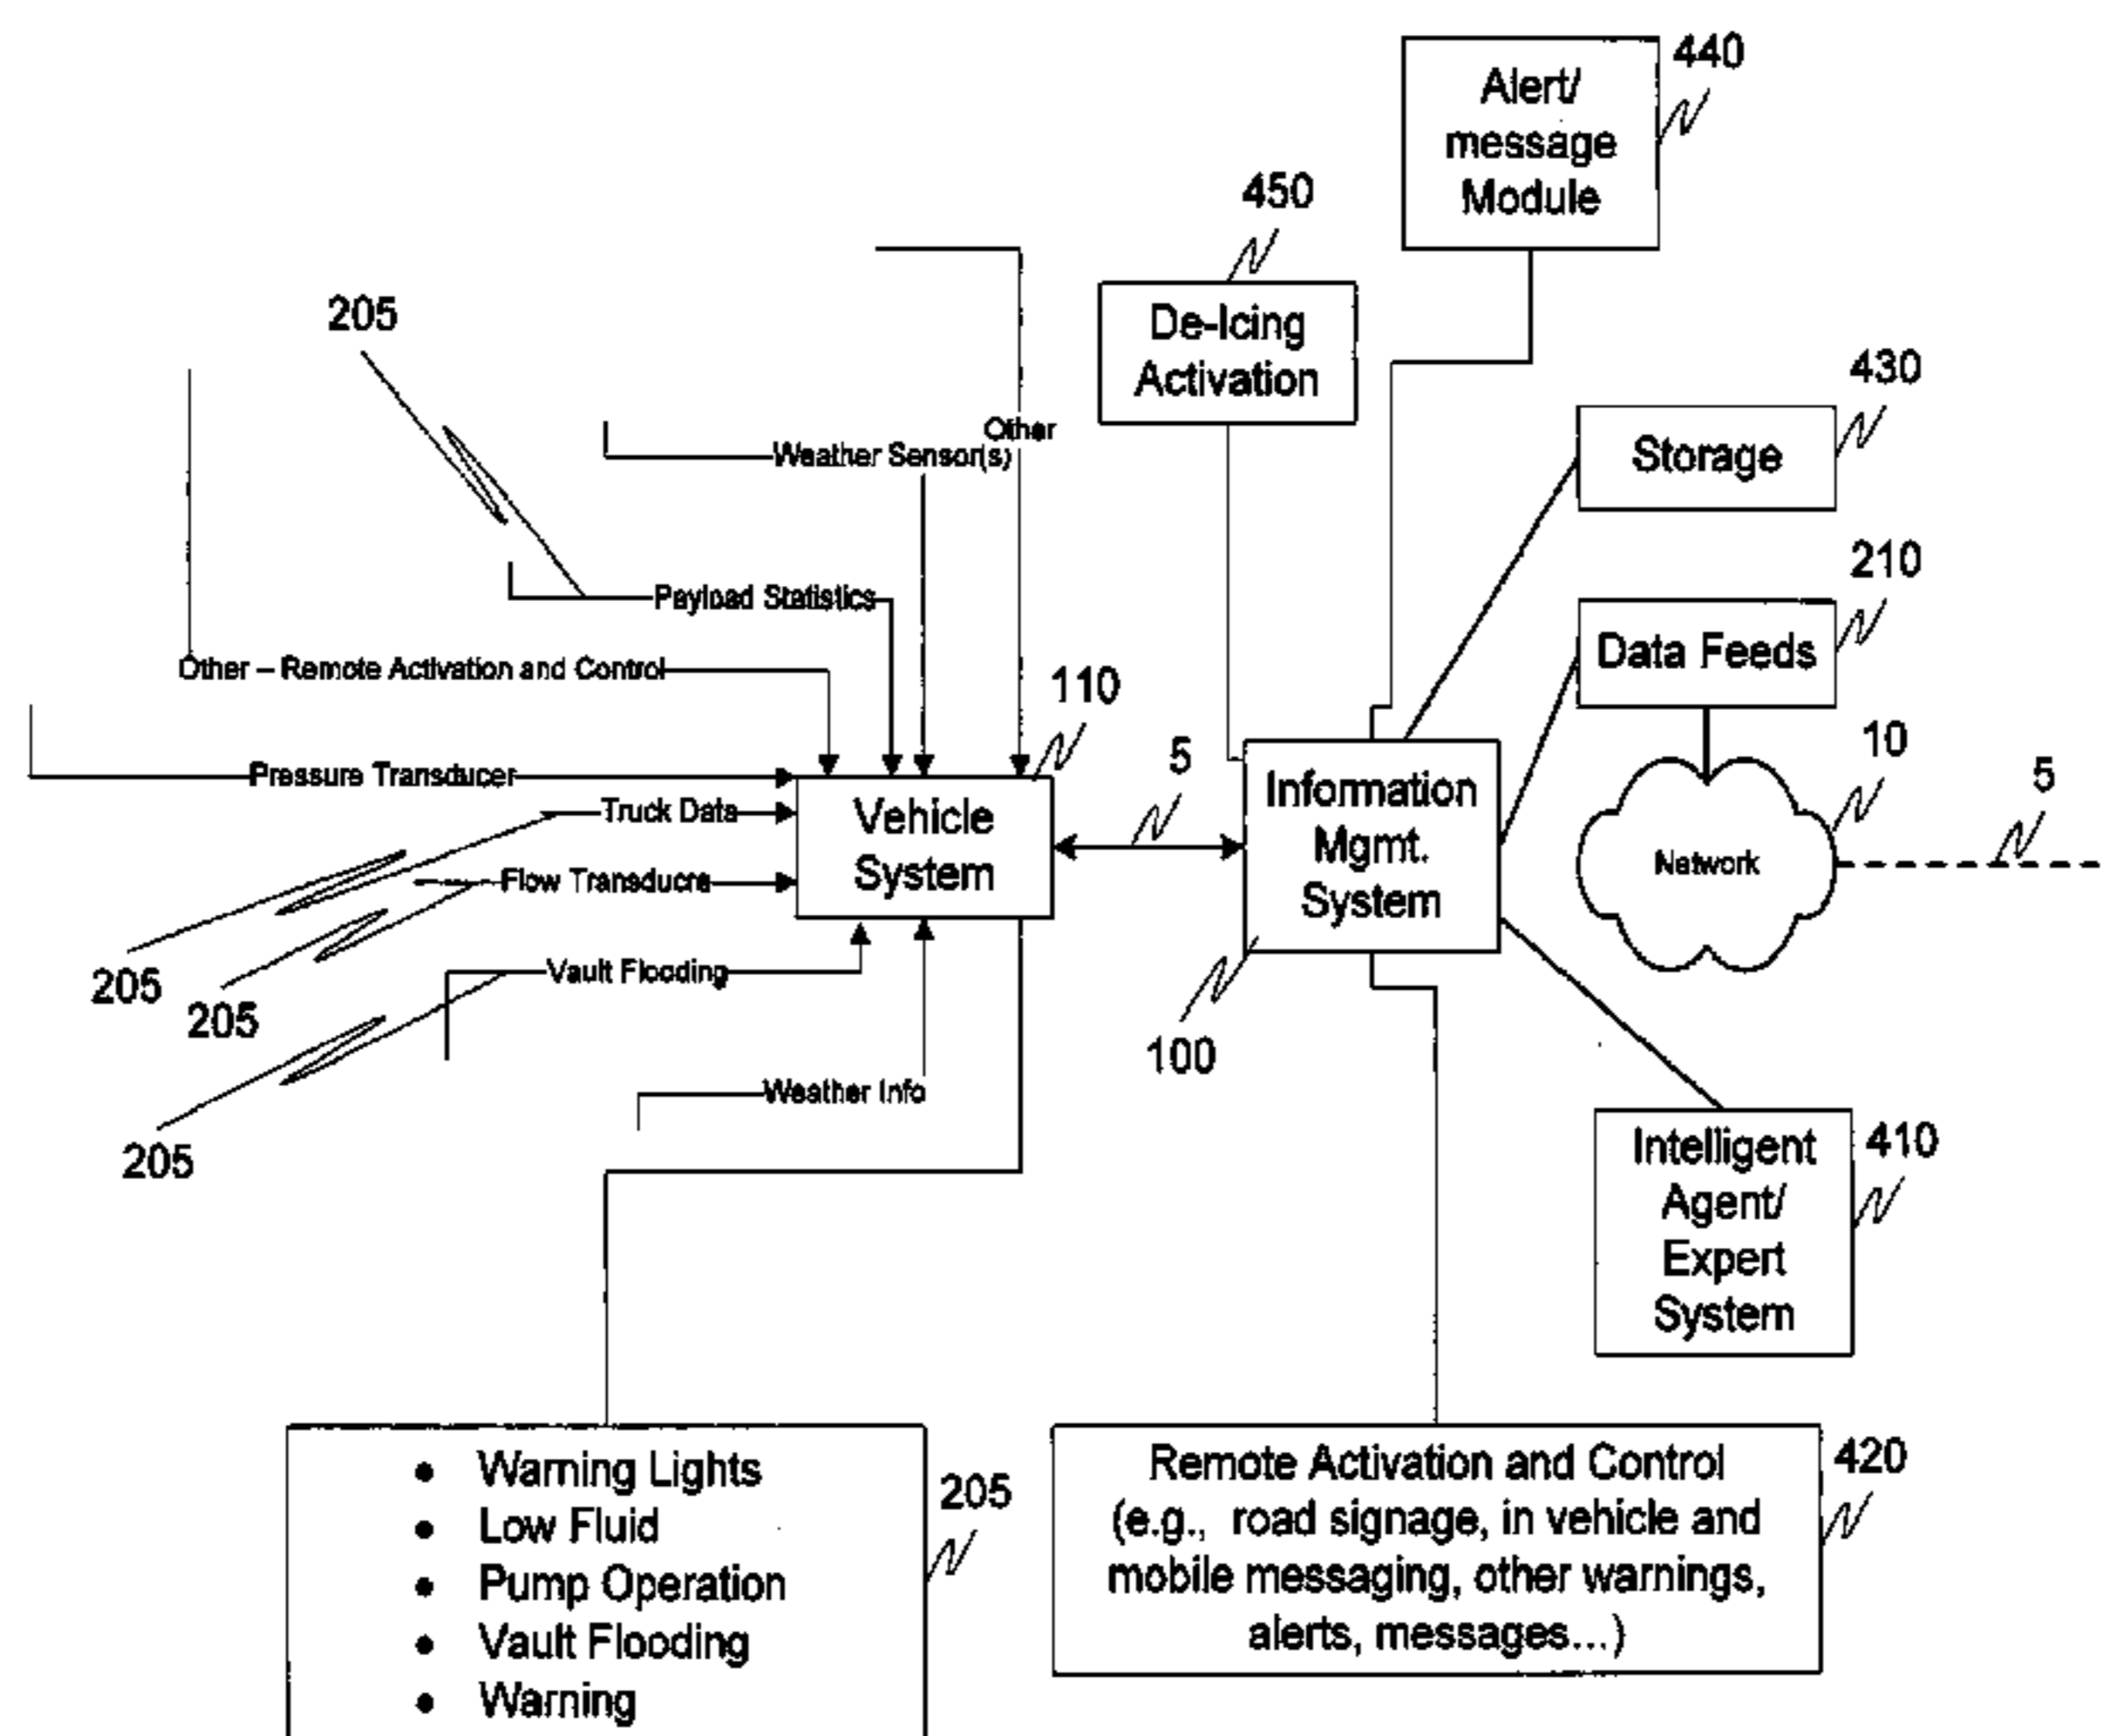 440
Alert/
message
Module
450
De-Icing
Activation
205
Other
Weather Sensor(s)
430
Storage
210
Data Feeds
Payload Statistics
Other – Remote Activation and Control
110
Pressure Transducer
Truck Data
Flow Transducre
Vault Flooding
Weather Info
Vehicle
System
5
Information
Mgmt.
System
100
10
Network
5
205
205
205
410
Intelligent
Agent/
Expert
System
• Warning Lights
• Low Fluid
• Pump Operation
• Vault Flooding
• Warning
205
Remote Activation and Control
(e.g., road signage, in vehicle and
mobile messaging, other warnings,
alerts, messages...)
420